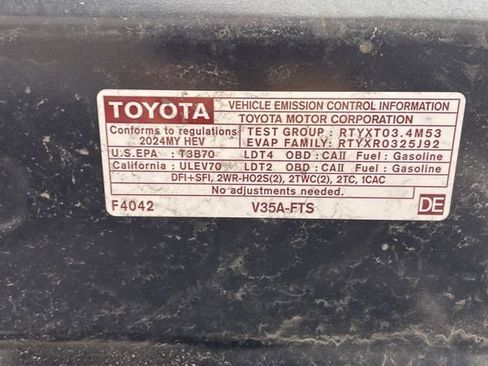 TOYOTA VEHICLE EMISSION CONTROL INFORMATION
TOYOTA MOTOR CORPORATION
Conforms to regulations TEST GROUP : RTYXT03.4M53
2024MY HEV EVAP FAMILY: RTYXR0325J92
U.S.EPA : T3B70 LDT4 OBD : CAII Fuel : Gasoline
California : ULEV70 LDT2 OBD : CAII Fuel : Gasoline
DFI+SFI, 2WR-HO2S(2), 2TWC(2), 2TC, 1CAC
No adjustments needed.
F4042 V35A-FTS DE